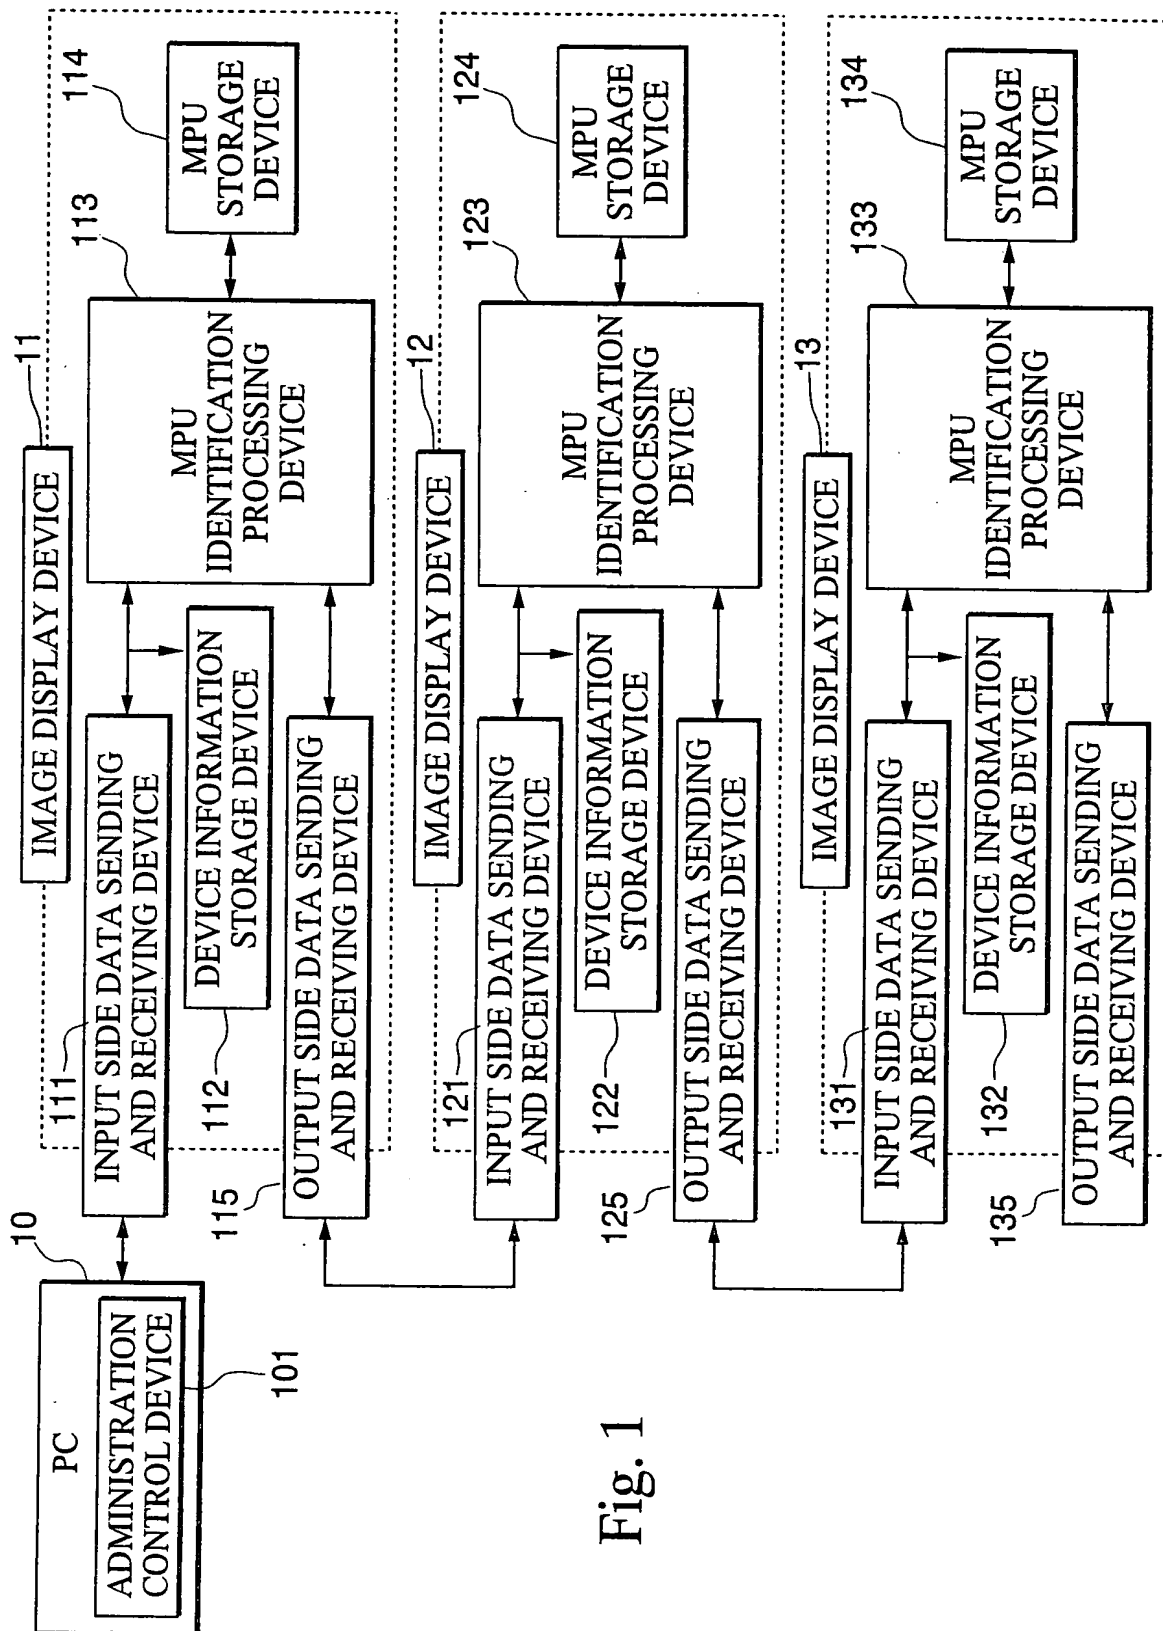 PC
10
ADMINISTRATION
CONTROL DEVICE
101
IMAGE DISPLAY DEVICE
11
111
INPUT SIDE DATA SENDING
AND RECEIVING DEVICE
DEVICE INFORMATION
STORAGE DEVICE
112
OUTPUT SIDE DATA SENDING
AND RECEIVING DEVICE
115
MPU
IDENTIFICATION
PROCESSING
DEVICE
113
MPU
STORAGE
DEVICE
114
IMAGE DISPLAY DEVICE
12
121
INPUT SIDE DATA SENDING
AND RECEIVING DEVICE
DEVICE INFORMATION
STORAGE DEVICE
122
OUTPUT SIDE DATA SENDING
AND RECEIVING DEVICE
125
MPU
IDENTIFICATION
PROCESSING
DEVICE
123
MPU
STORAGE
DEVICE
124
IMAGE DISPLAY DEVICE
13
131
INPUT SIDE DATA SENDING
AND RECEIVING DEVICE
DEVICE INFORMATION
STORAGE DEVICE
132
OUTPUT SIDE DATA SENDING
AND RECEIVING DEVICE
135
MPU
IDENTIFICATION
PROCESSING
DEVICE
133
MPU
STORAGE
DEVICE
134
Fig. 1